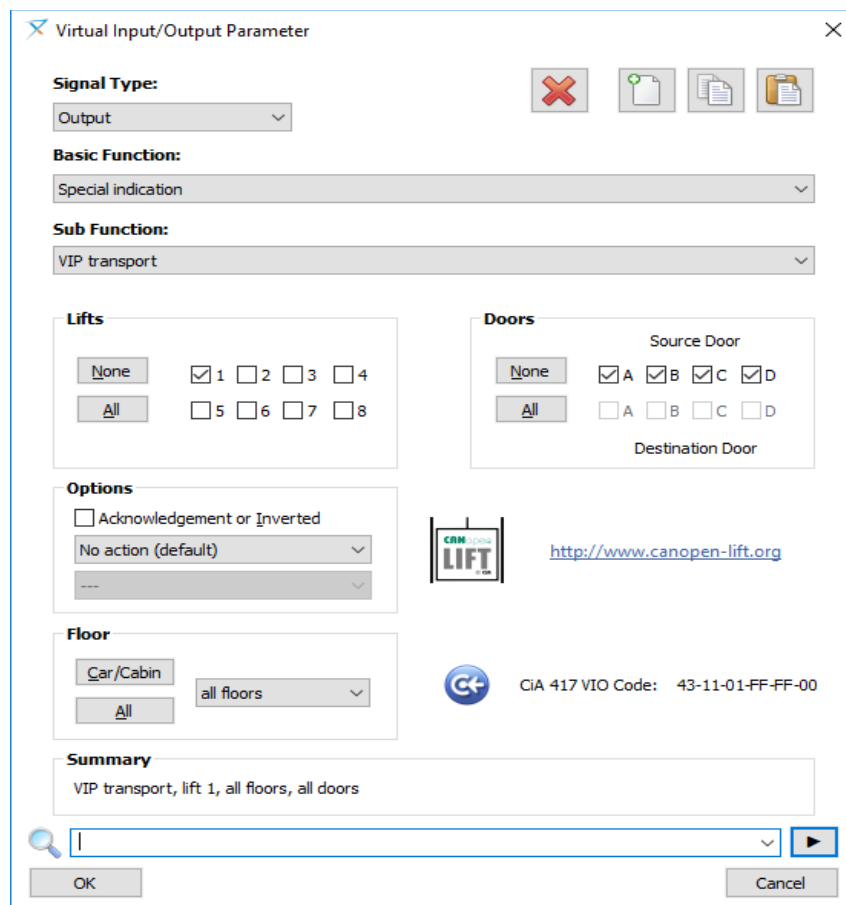 Virtual Input/Output Parameter
Signal Type:
Output
Basic Function:
Special indication
Sub Function:
VIP transport
Lifts
None
1 2 3 4
All
5 6 7 8
Doors
Source Door
None
A B C D
All
A B C D
Destination Door
Options
Acknowledgement or Inverted
No action (default)
---
CANopen
LIFT
http://www.canopen-lift.org
Floor
Car/Cabin
All
all floors
CiA 417 VIO Code: 43-11-01-FF-FF-00
Summary
VIP transport, lift 1, all floors, all doors
OK
Cancel